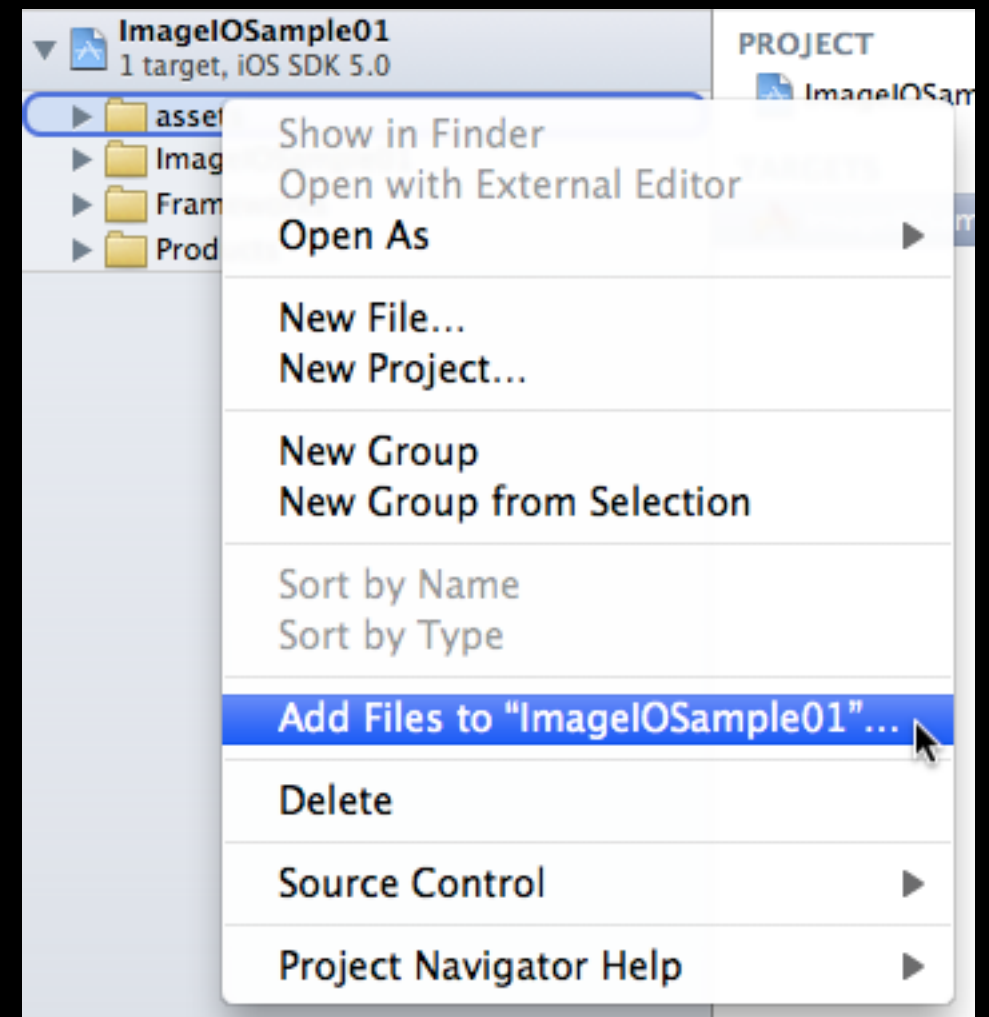 ImageIOSample01
1 target, iOS SDK 5.0
PROJECT
Show in Finder
Open with External Editor
Open As
New File...
New Project...
New Group
New Group from Selection
Sort by Name
Sort by Type
Add Files to “ImageIOSample01”...
Delete
Source Control
Project Navigator Help